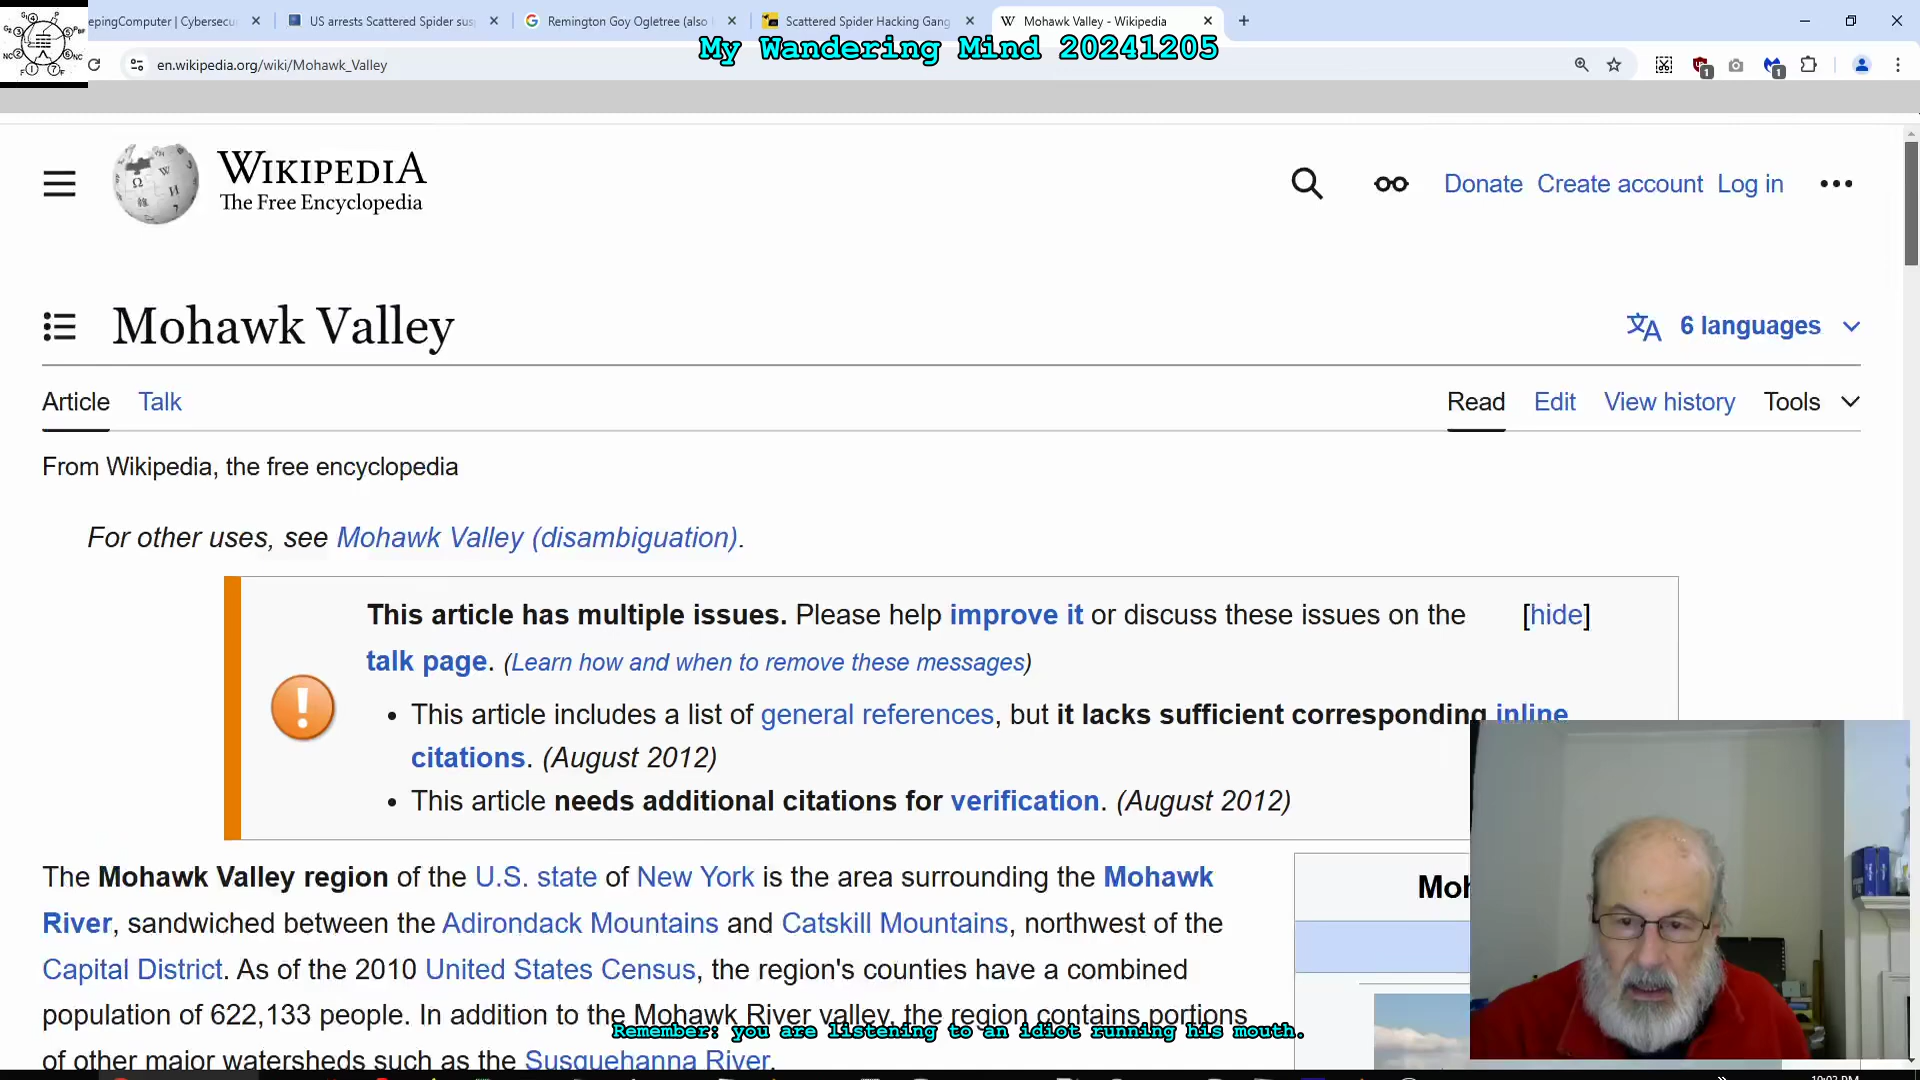 epingComputer | Cybersecu
US arrests Scattered Spider sus
Remington Goy Ogletree (also
Scattered Spider Hacking Gang
Mohawk Valley - Wikipedia
My Wandering Mind 20241205
en.wikipedia.org/wiki/Mohawk_Valley
WIKIPEDIA
The Free Encyclopedia
Donate Create account Log in
Mohawk Valley
6 languages
Article Talk
Read Edit View history Tools
From Wikipedia, the free encyclopedia
For other uses, see Mohawk Valley (disambiguation).
This article has multiple issues. Please help improve it or discuss these issues on the [hide]
talk page. (Learn how and when to remove these messages)
• This article includes a list of general references, but it lacks sufficient corresponding inline
citations. (August 2012)
• This article needs additional citations for verification. (August 2012)
The Mohawk Valley region of the U.S. state of New York is the area surrounding the Mohawk
River, sandwiched between the Adirondack Mountains and Catskill Mountains, northwest of the
Capital District. As of the 2010 United States Census, the region's counties have a combined
population of 622,133 people. In addition to the Mohawk River valley, the region contains portions
of other major watersheds such as the Susquehanna River.
Moh
Remember: you are listening to an idiot running his mouth.